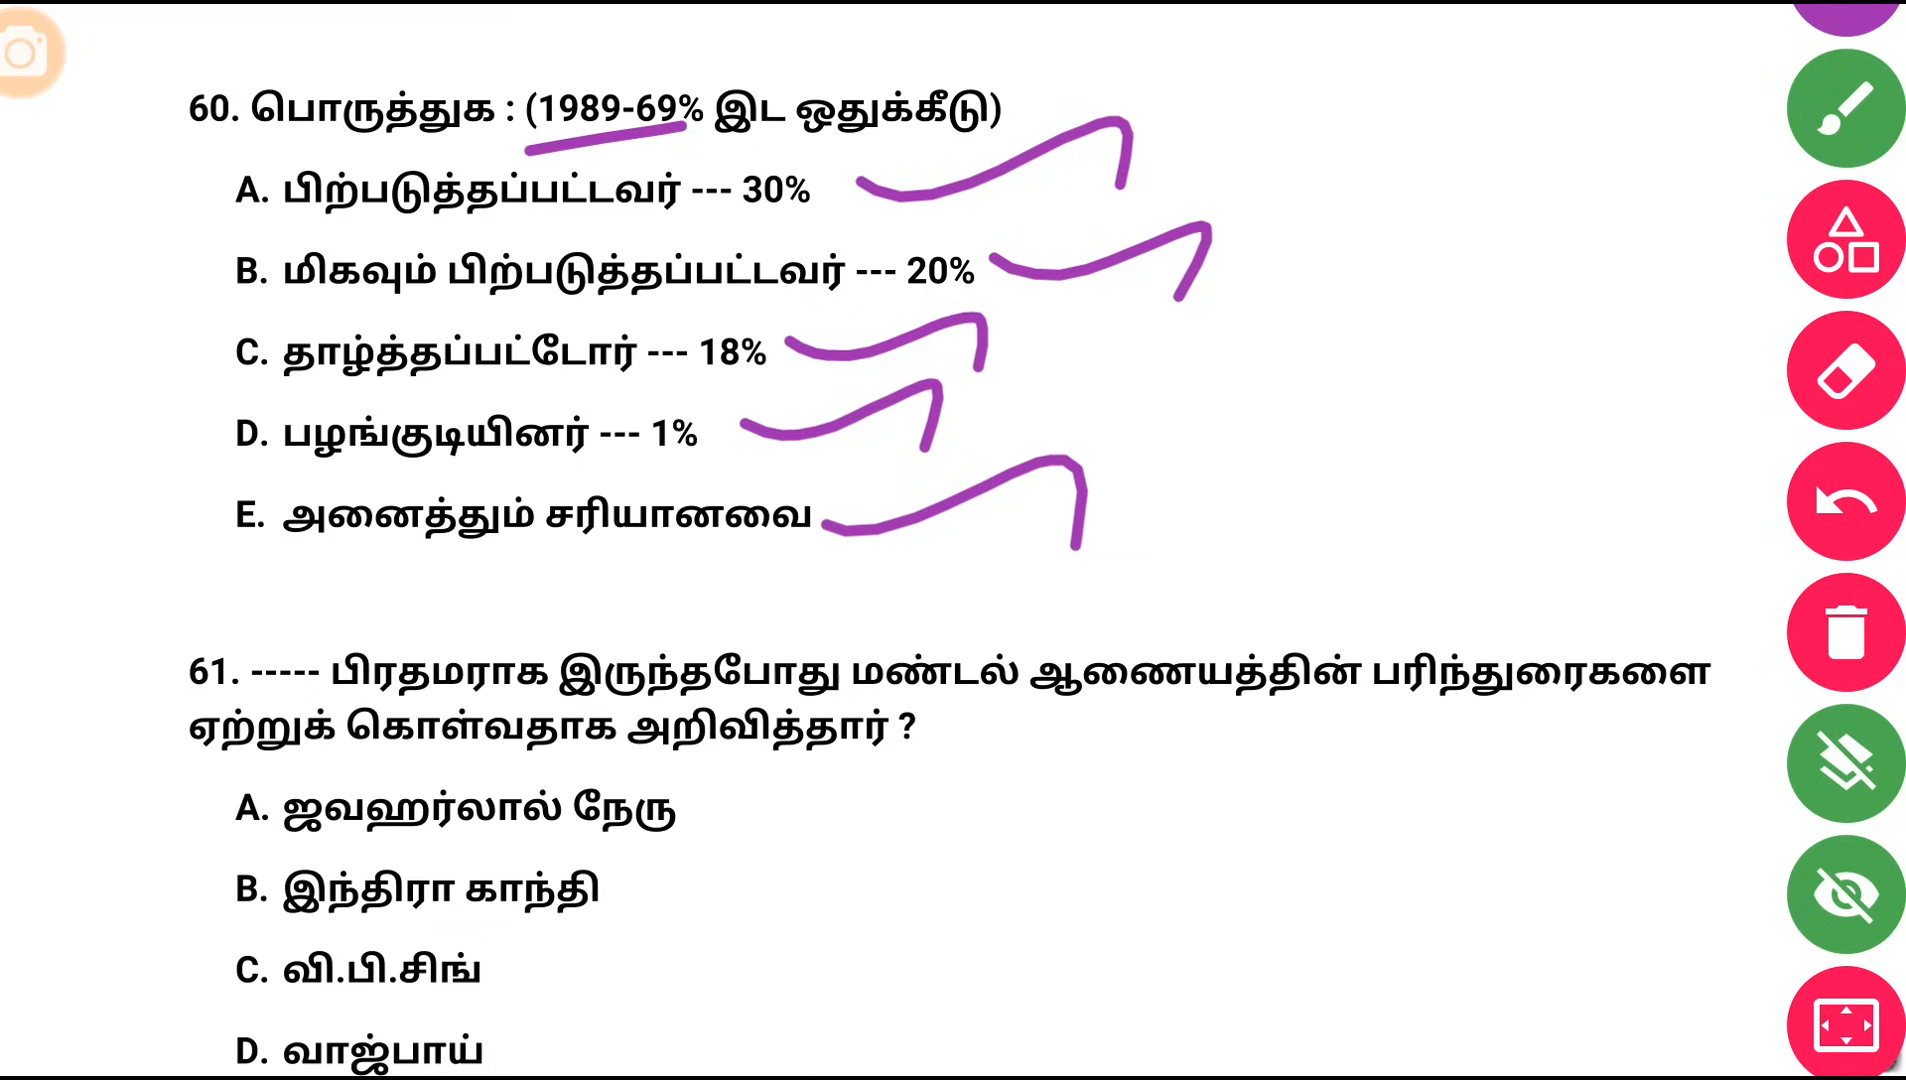 60. பொருத்துக : (1989-69% இட ஒதுக்கீடு)
A. பிற்படுத்தப்பட்டவர் --- 30%
B. மிகவும் பிற்படுத்தப்பட்டவர் --- 20%
C. தாழ்த்தப்பட்டோர் --- 18%
D. பழங்குடியினர் --- 1%
E. அனைத்தும் சரியானவை
61. ----- பிரதமராக இருந்தபோது மண்டல் ஆணையத்தின் பரிந்துரைகளை
ஏற்றுக் கொள்வதாக அறிவித்தார் ?
A. ஜவஹர்லால் நேரு
B. இந்திரா காந்தி
C. வி.பி.சிங்
D. வாஜ்பாய்